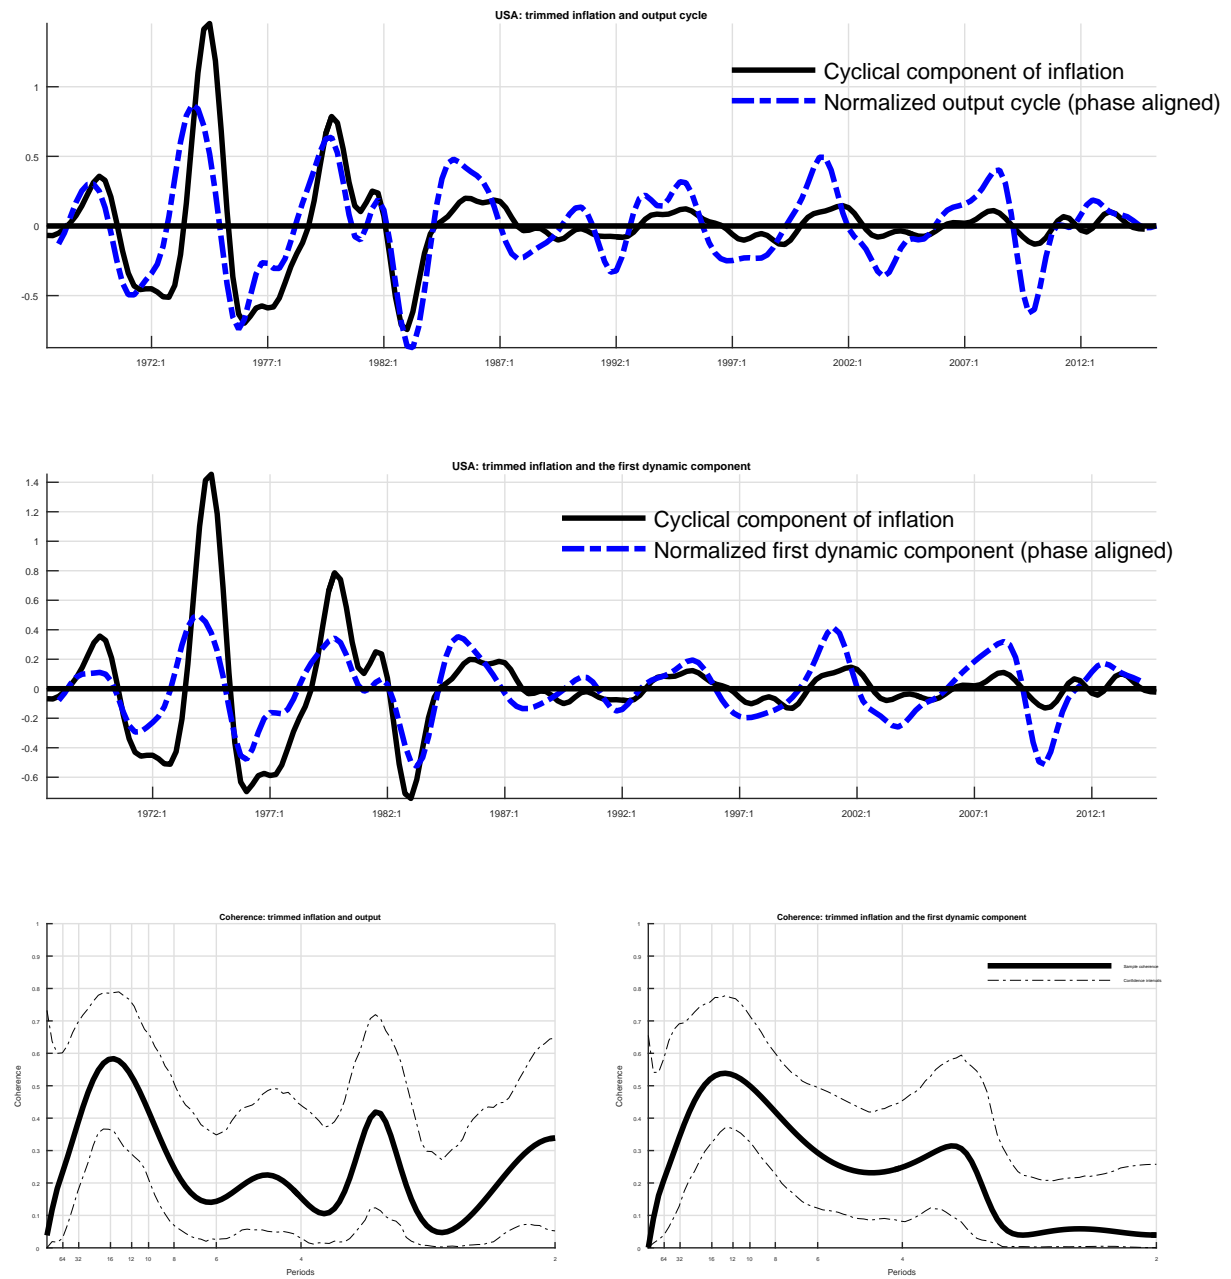 USA: trimmed inflation and output cycle
Cyclical component of inflation
Normalized output cycle (phase aligned)
1
0.5
0
-0.5
1972:1 1977:1 1982:1 1987:1 1992:1 1997:1 2002:1 2007:1 2012:1
USA: trimmed inflation and the first dynamic component
Cyclical component of inflation
Normalized first dynamic component (phase aligned)
1.4
1.2
1
0.8
0.6
0.4
0.2
0
-0.2
-0.4
-0.6
1972:1 1977:1 1982:1 1987:1 1992:1 1997:1 2002:1 2007:1 2012:1
Coherence: trimmed inflation and output
1
0.9
0.8
0.7
0.6
0.5
0.4
0.3
0.2
0.1
0
Coherence
64 32 16 12 10 8 6 4 2
Periods
Coherence: trimmed inflation and the first dynamic component
Sample coherence
Confidence intervals
1
0.9
0.8
0.7
0.6
0.5
0.4
0.3
0.2
0.1
0
Coherence
64 32 16 12 10 8 6 4 2
Periods